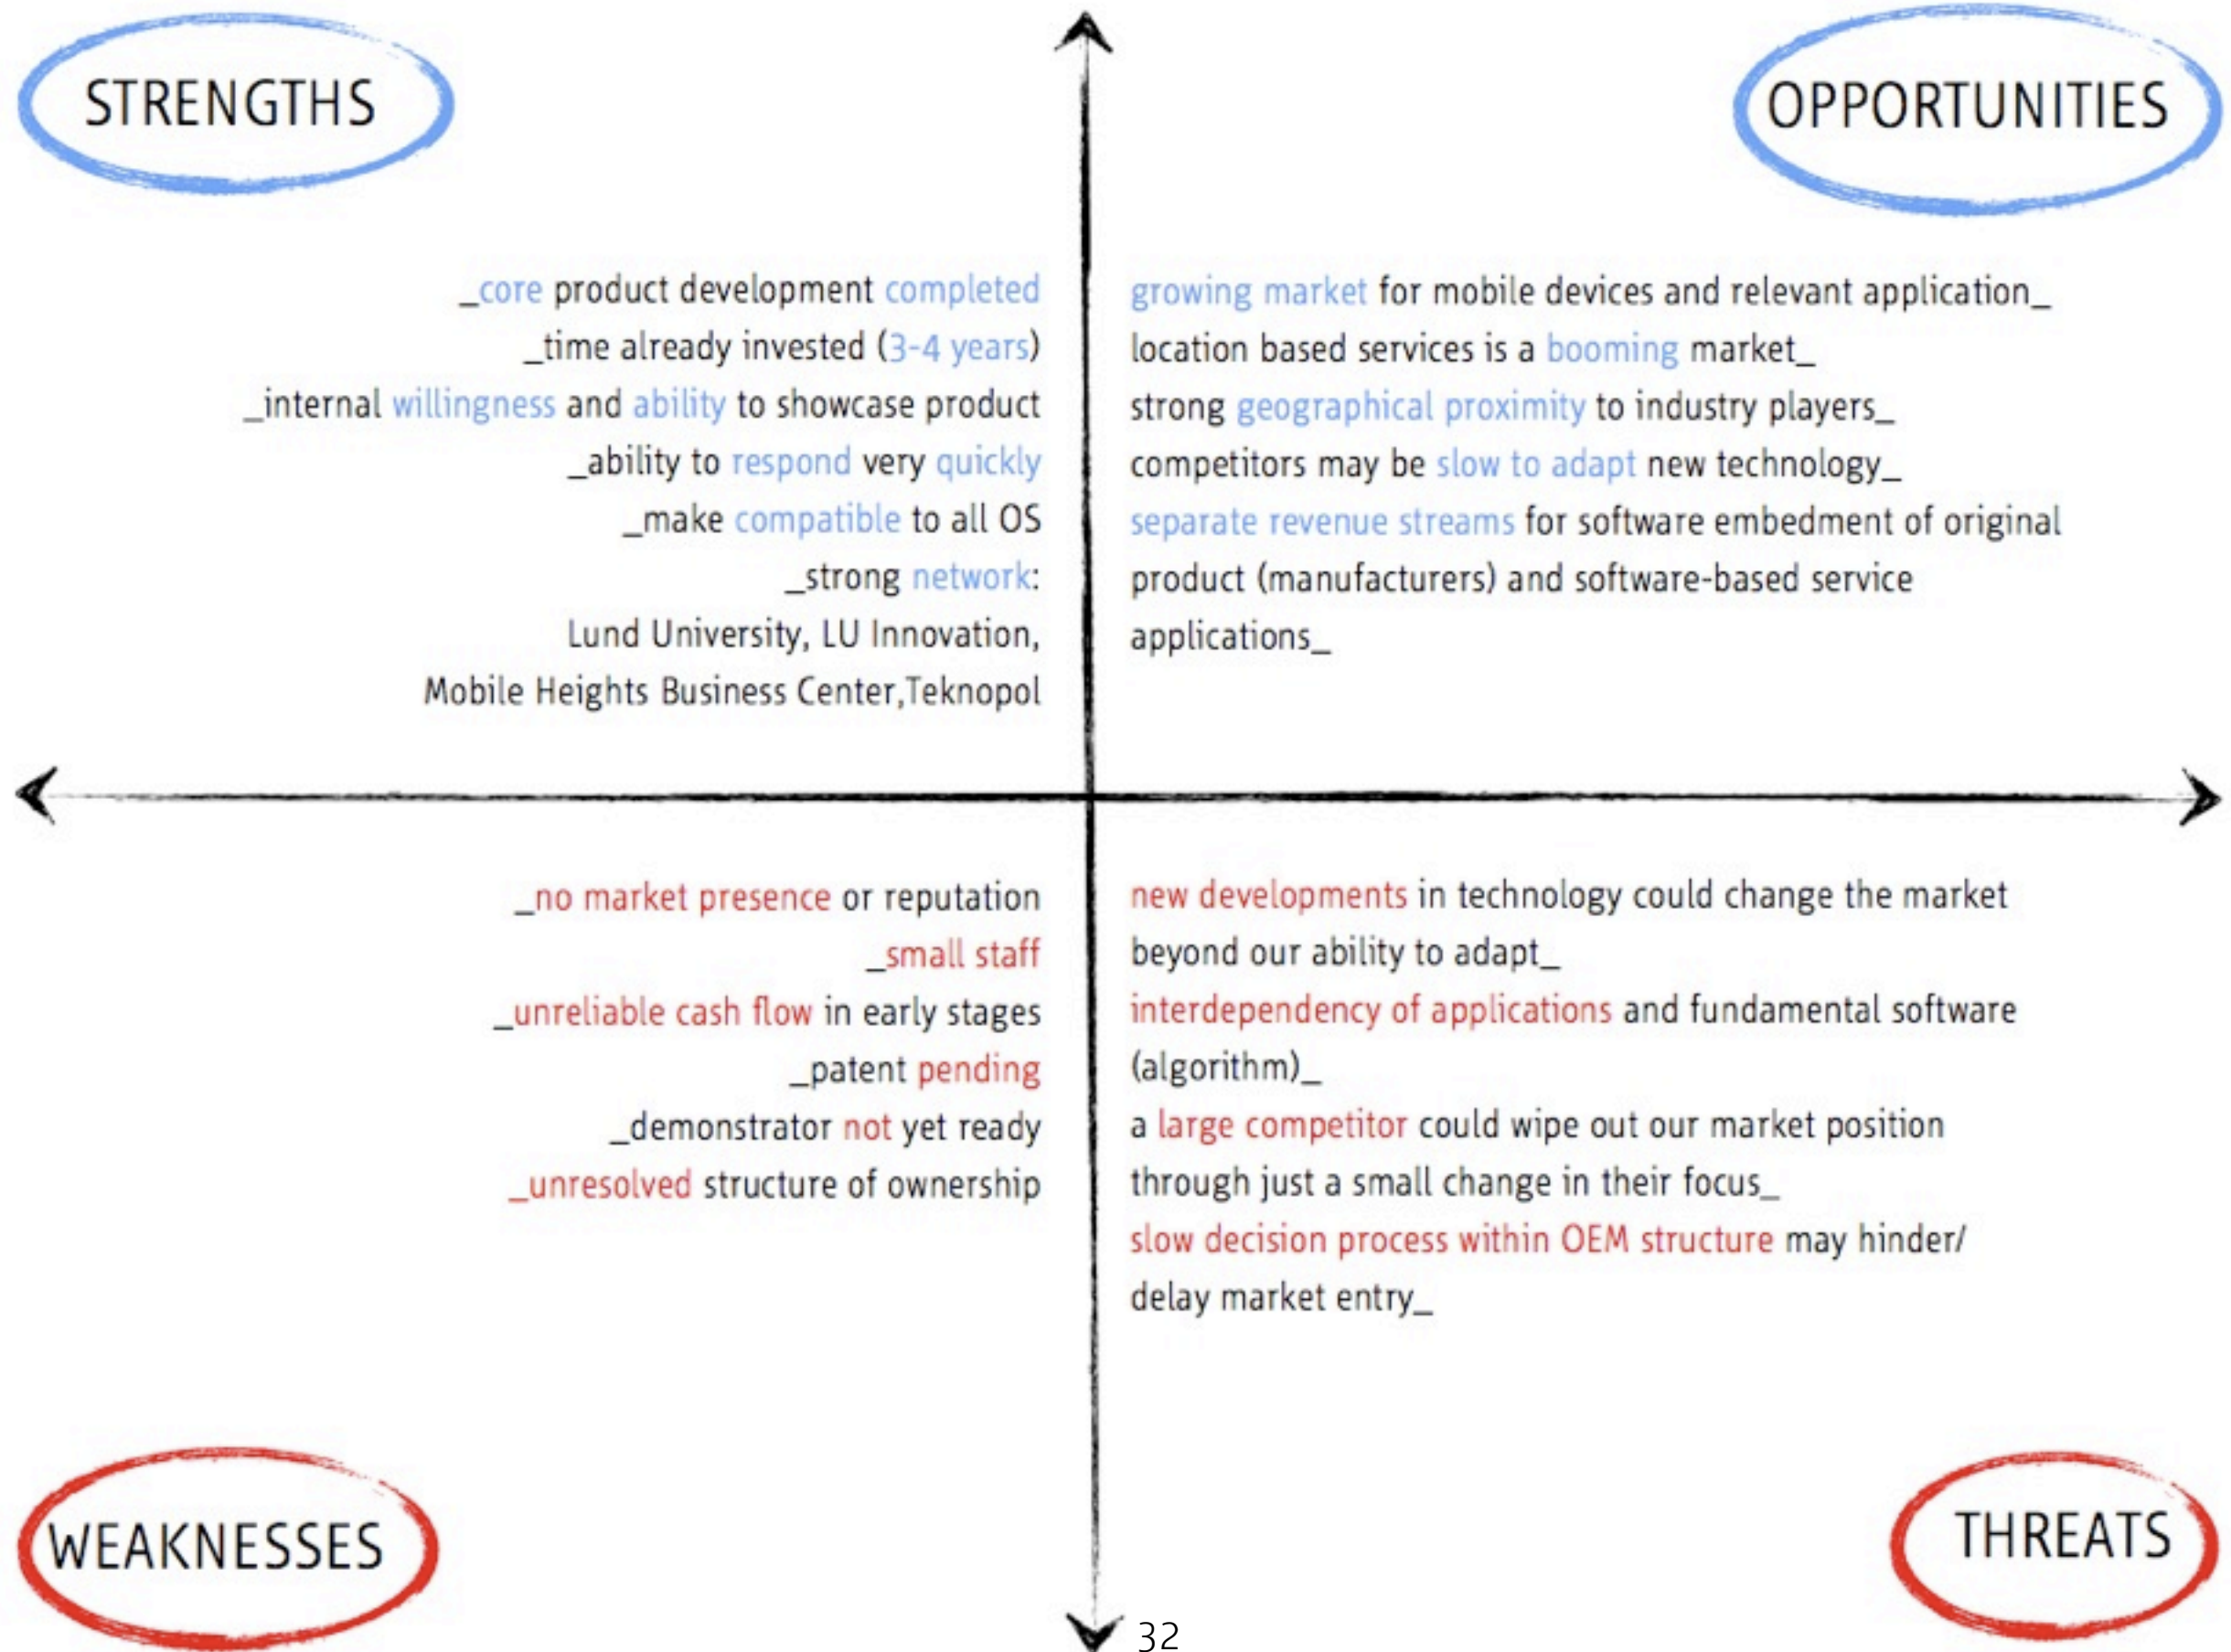 STRENGTHS
_core product development completed
_time already invested (3-4 years)
_internal willingness and ability to showcase product
_ability to respond very quickly
_make compatible to all OS
_strong network:
Lund University, LU Innovation,
Mobile Heights Business Center,Teknopol
OPPORTUNITIES
growing market for mobile devices and relevant application_
location based services is a booming market_
strong geographical proximity to industry players_
competitors may be slow to adapt new technology_
separate revenue streams for software embedment of original
product (manufacturers) and software-based service
applications_
_no market presence or reputation
_small staff
_unreliable cash flow in early stages
_patent pending
_demonstrator not yet ready
_unresolved structure of ownership
WEAKNESSES
new developments in technology could change the market
beyond our ability to adapt_
interdependency of applications and fundamental software
(algorithm)_
a large competitor could wipe out our market position
through just a small change in their focus_
slow decision process within OEM structure may hinder/
delay market entry_
THREATS
32